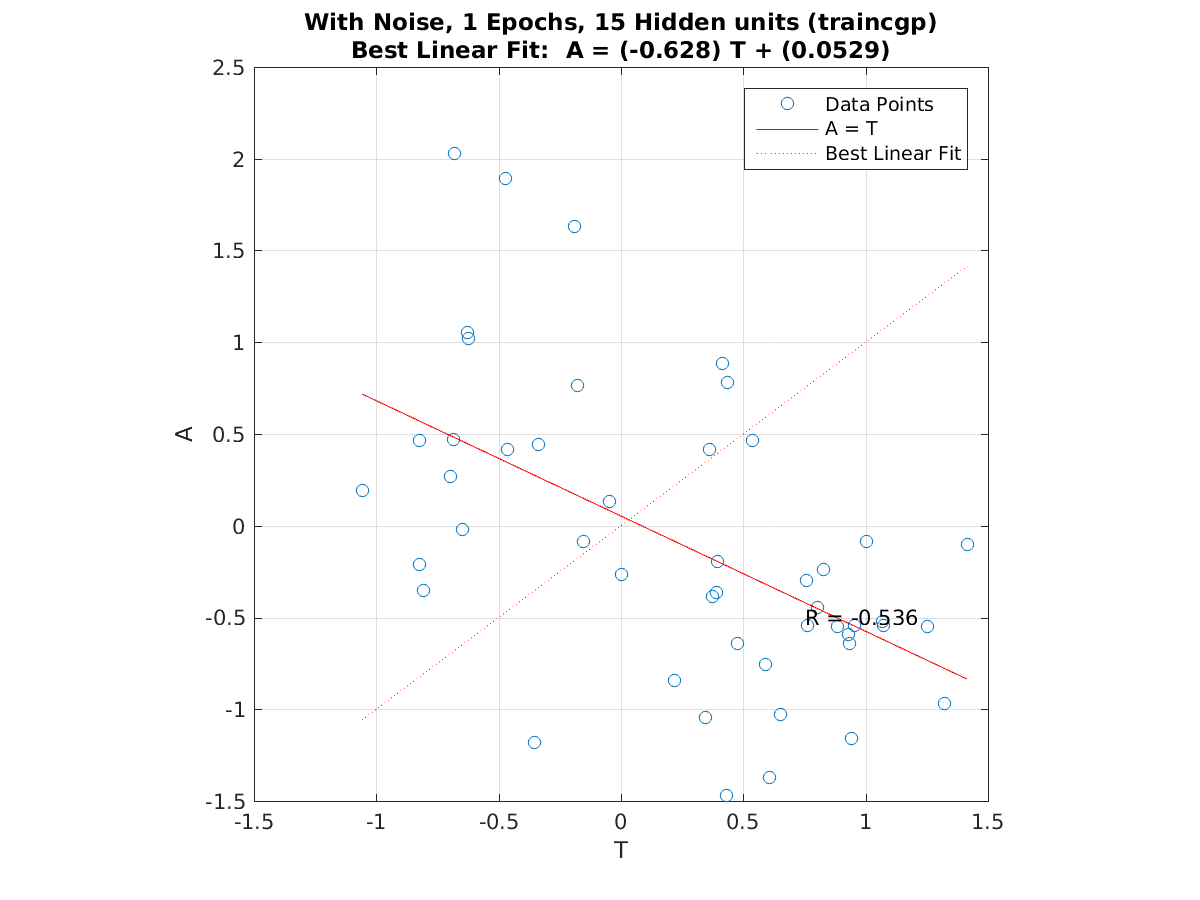 With Noise, 1 Epochs, 15 Hidden units (traincgp)
Best Linear Fit:  A = (-0.628) T + (0.0529)
2.5
2
1.5
1
0.5
0
-0.5
-1
-1.5
A
Data Points
A = T
Best Linear Fit
R = -0.536
-1.5
-1
-0.5
0
0.5
1
1.5
T